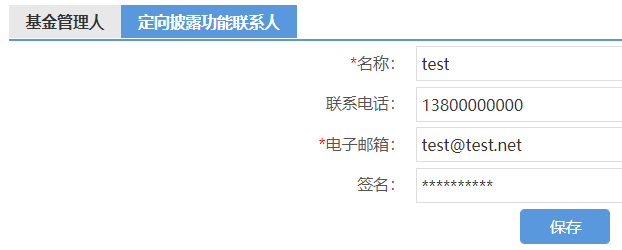 基金管理人 定向披露功能联系人
*名称： test
联系电话： 13800000000
*电子邮箱： test@test.net
签名： **********
保存